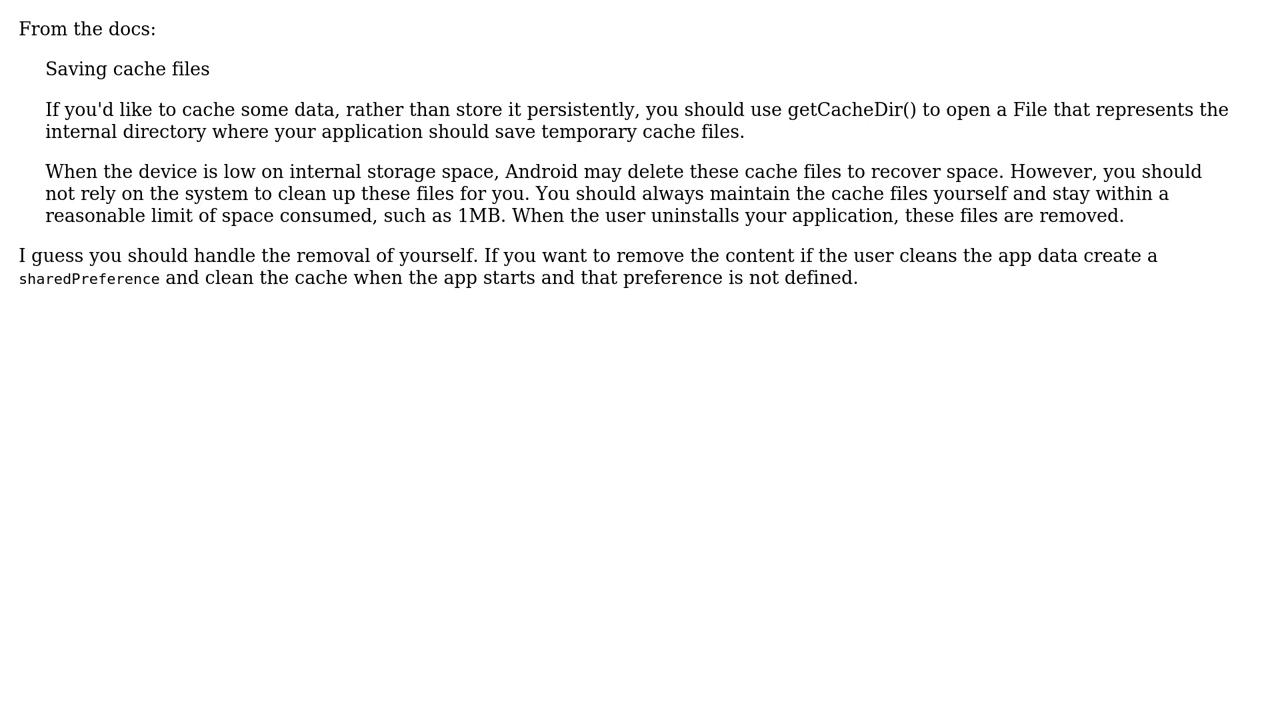 From the docs:
Saving cache files
If you'd like to cache some data, rather than store it persistently, you should use getCacheDir() to open a File that represents the
internal directory where your application should save temporary cache files.
When the device is low on internal storage space, Android may delete these cache files to recover space. However, you should
not rely on the system to clean up these files for you. You should always maintain the cache files yourself and stay within a
reasonable limit of space consumed, such as 1MB. When the user uninstalls your application, these files are removed.
I guess you should handle the removal of yourself. If you want to remove the content if the user cleans the app data create a
sharedPreference and clean the cache when the app starts and that preference is not defined.